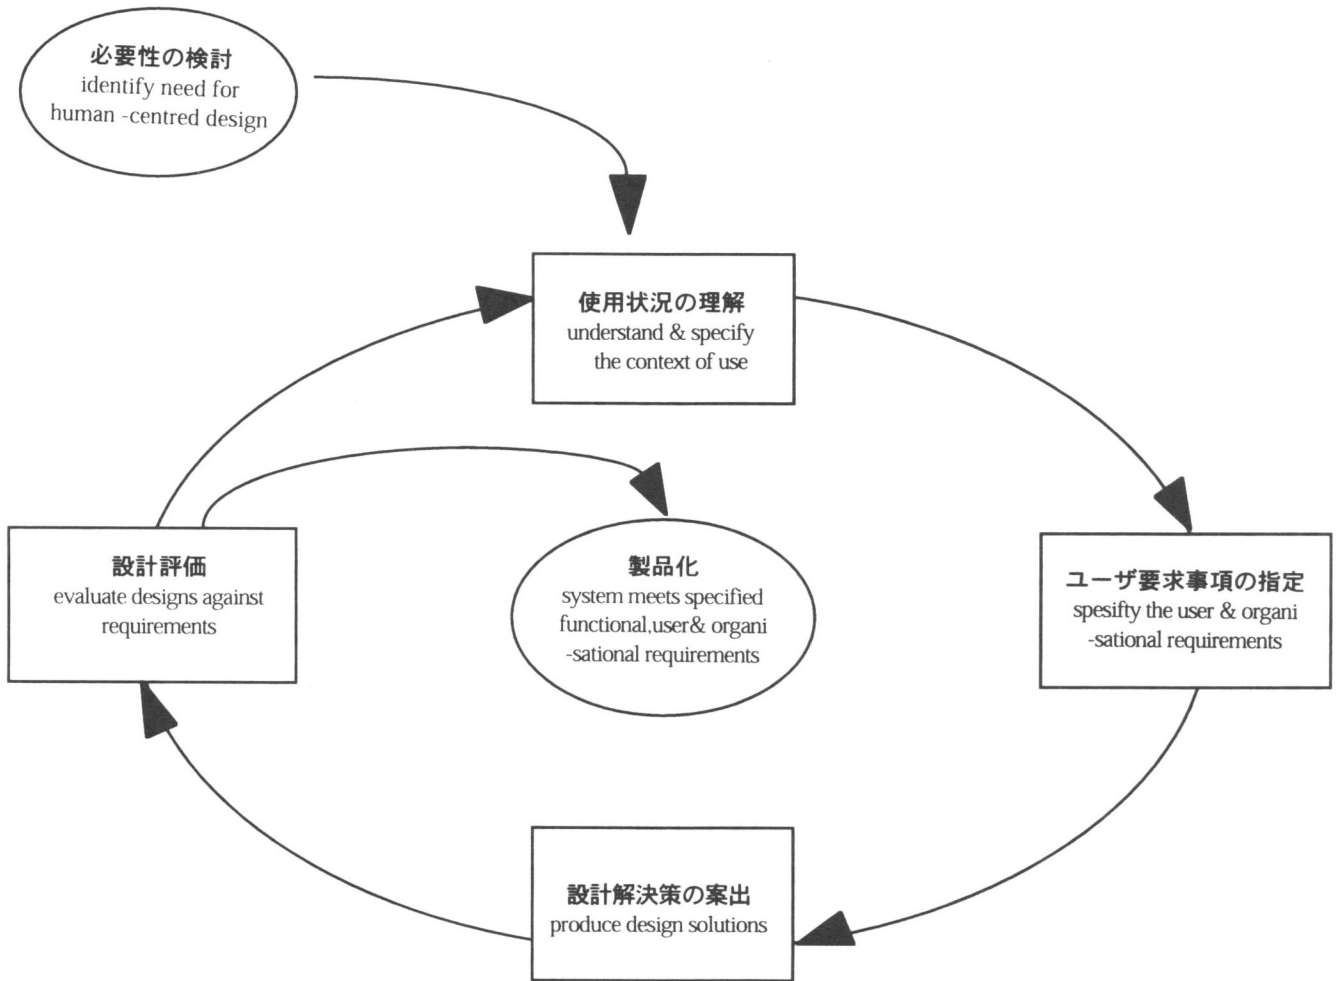 必要性の検討
identify need for
human -centred design
使用状況の理解
understand & specify
the context of use
設計評価
evaluate designs against
requirements
製品化
system meets specified
functional,user& organi
-sational requirements
ユーザ要求事項の指定
spesifty the user & organi
-sational requirements
設計解決策の案出
produce design solutions